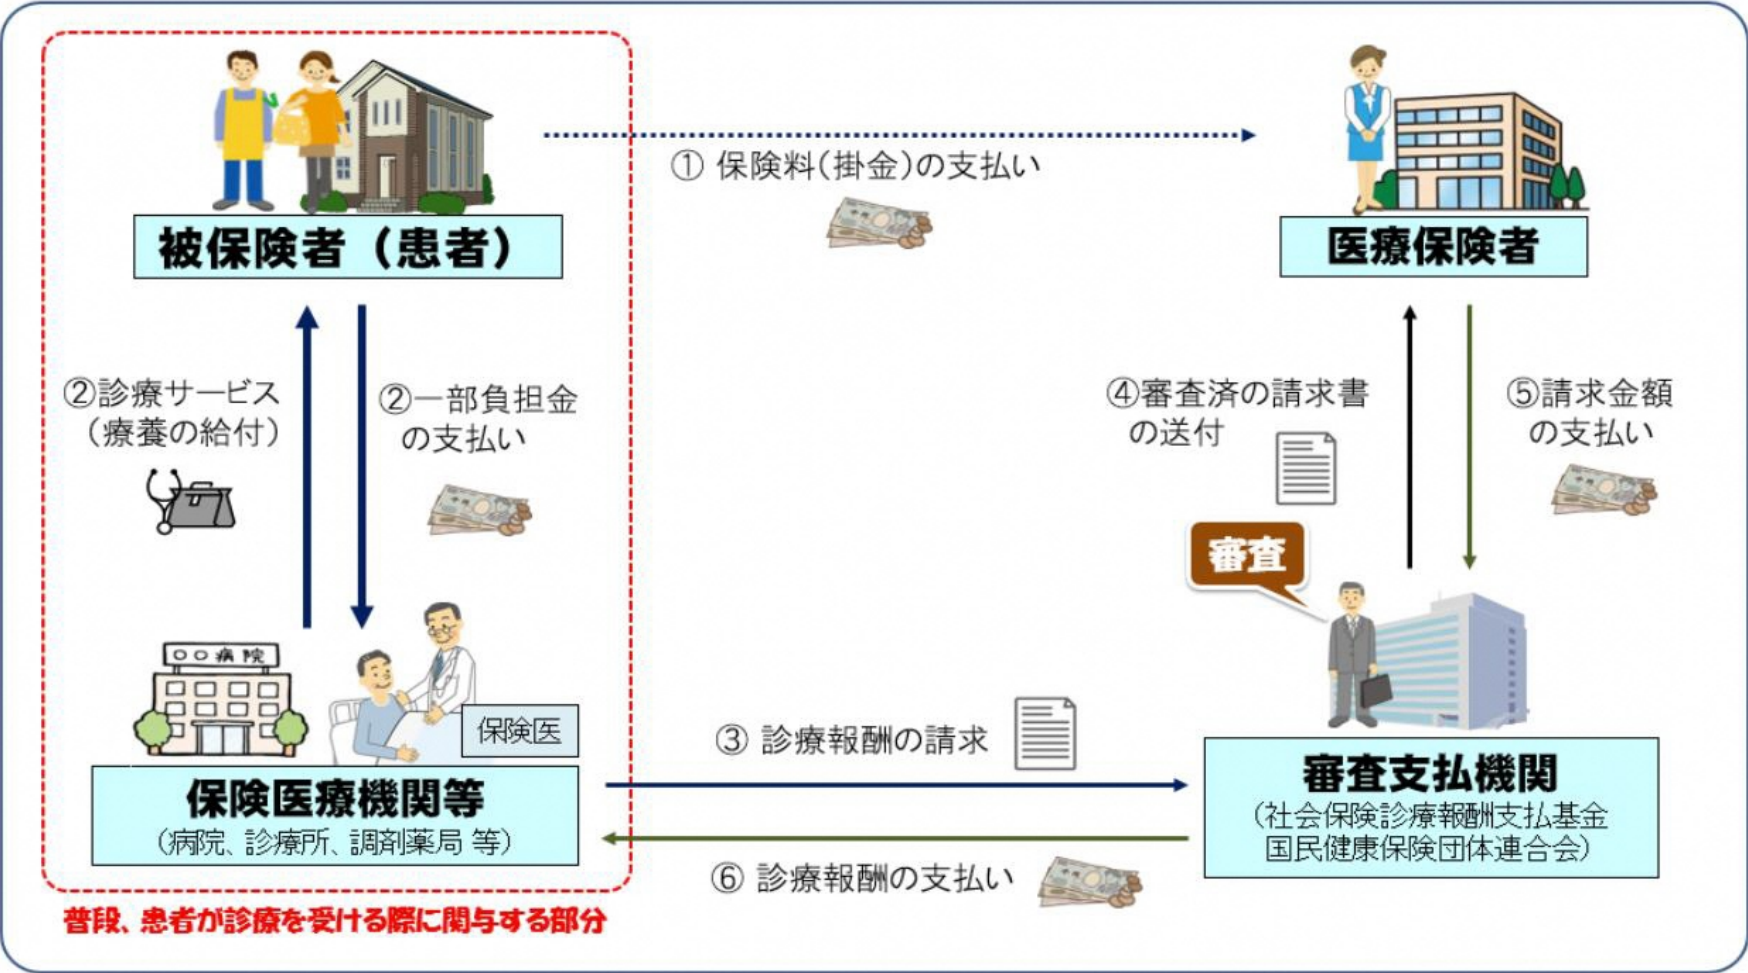 ① 保険料(掛金)の支払い
被保険者（患者）
医療保険者
②診療サービス
（療養の給付）
②一部負担金
の支払い
④審査済の請求書
の送付
⑤請求金額
の支払い
審査
〇〇病院
保険医
③ 診療報酬の請求
保険医療機関等
（病院、診療所、調剤薬局 等）
審査支払機関
（社会保険診療報酬支払基金
国民健康保険団体連合会）
⑥ 診療報酬の支払い
普段、患者が診療を受ける際に関与する部分